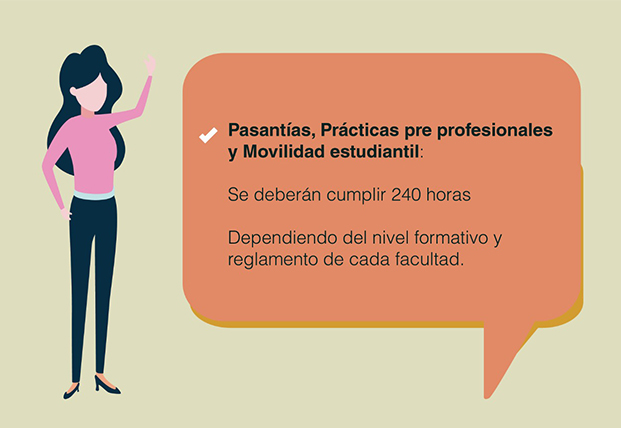 Pasantías, Prácticas pre profesionales
y Movilidad estudiantil:
Se deberán cumplir 240 horas
Dependiendo del nivel formativo y
reglamento de cada facultad.